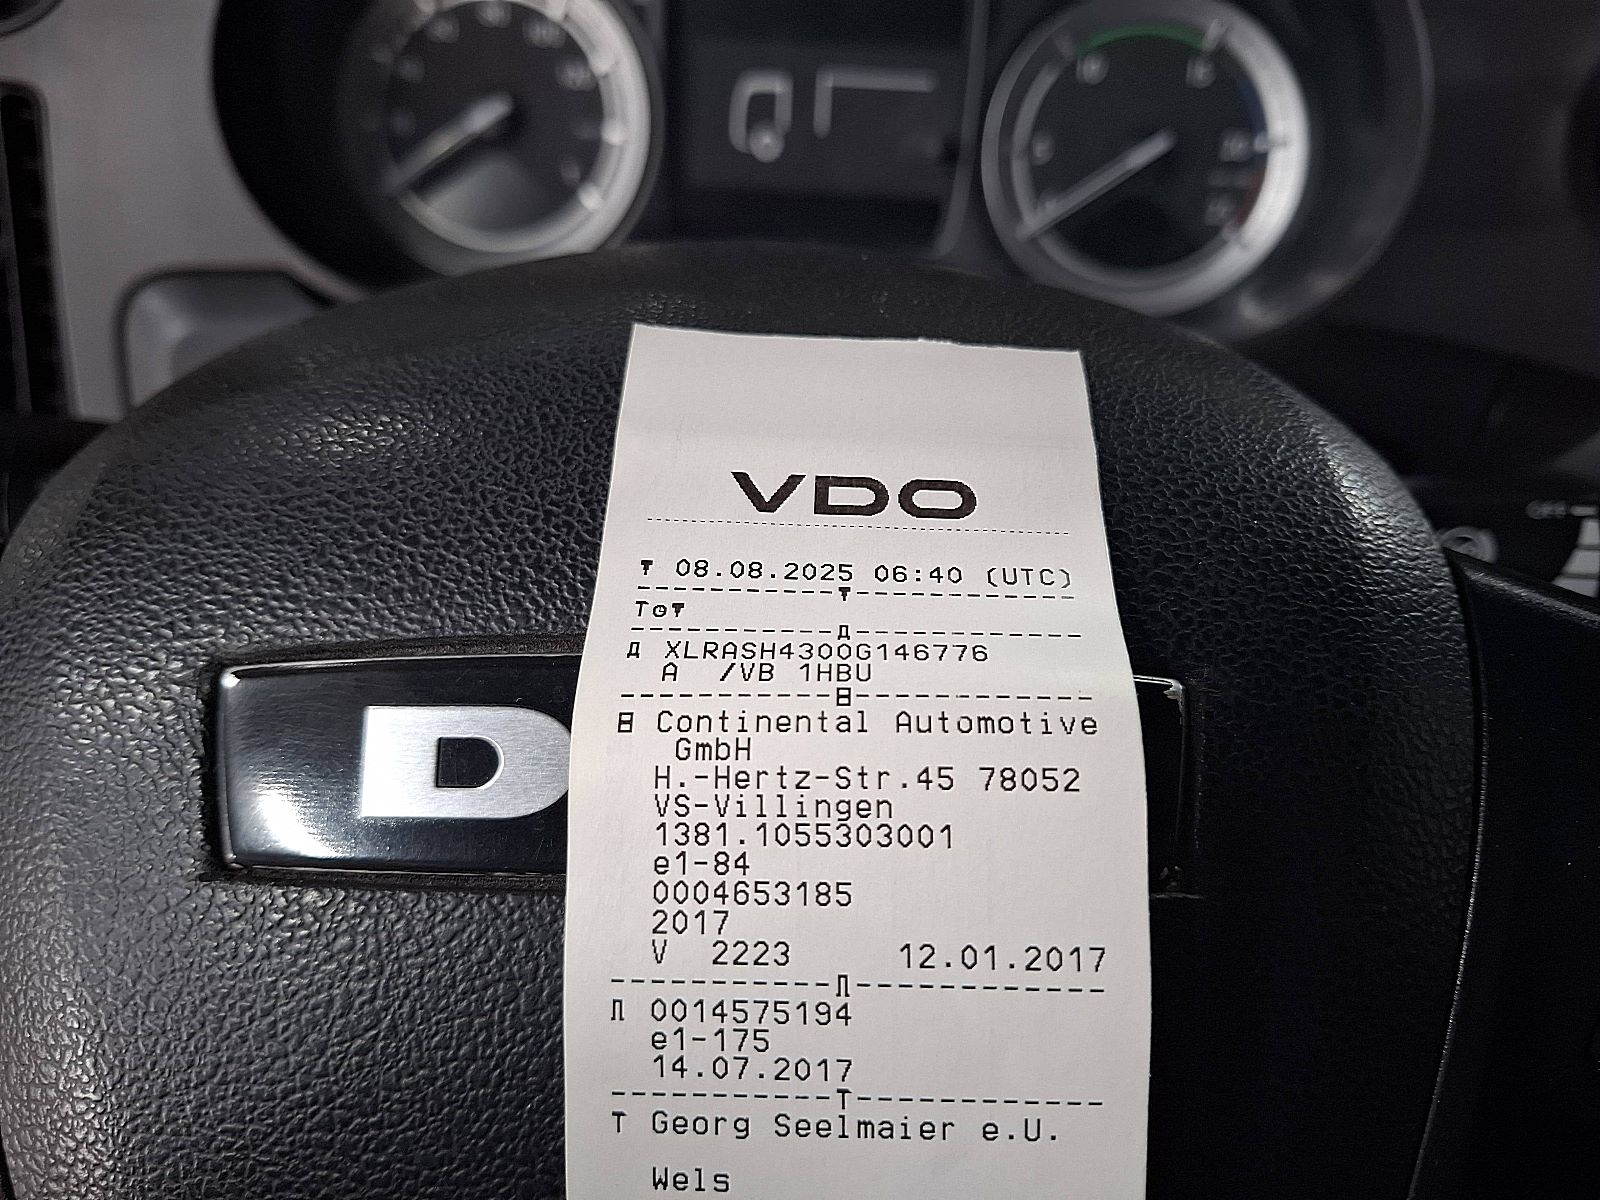 VDO
08.08.2025 06:40 (UTC)
XLRASH4300G146776
A /VB 1HBU
Continental Automotive
GmbH
H.-Hertz-Str.45 78052
VS-Villingen
1381.1055303001
e1-84
0004653185
2017
V 2223 12.01.2017
0014575194
e1-175
14.07.2017
T Georg Seelmaier e.U.
Wels
D